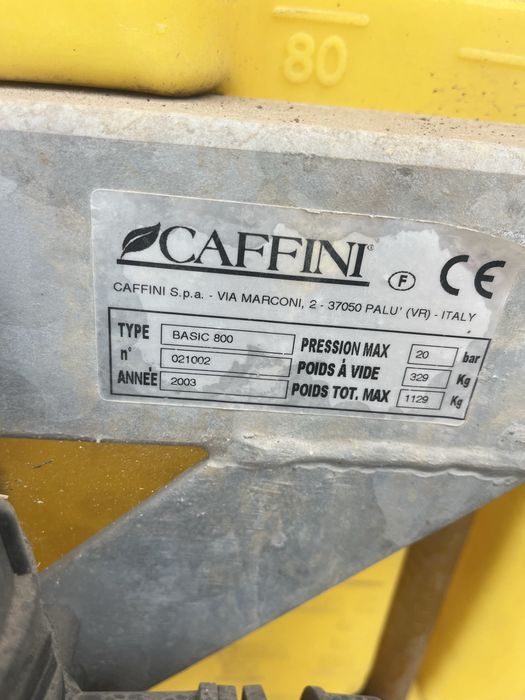 80
CAFFINI®
F CE
CAFFINI S.p.a. - VIA MARCONI, 2 - 37050 PALU' (VR) - ITALY
TYPE BASIC 800 PRESSION MAX 20 bar
n° 021002 POIDS À VIDE 329 Kg
ANNÉE 2003 POIDS TOT. MAX 1129 Kg